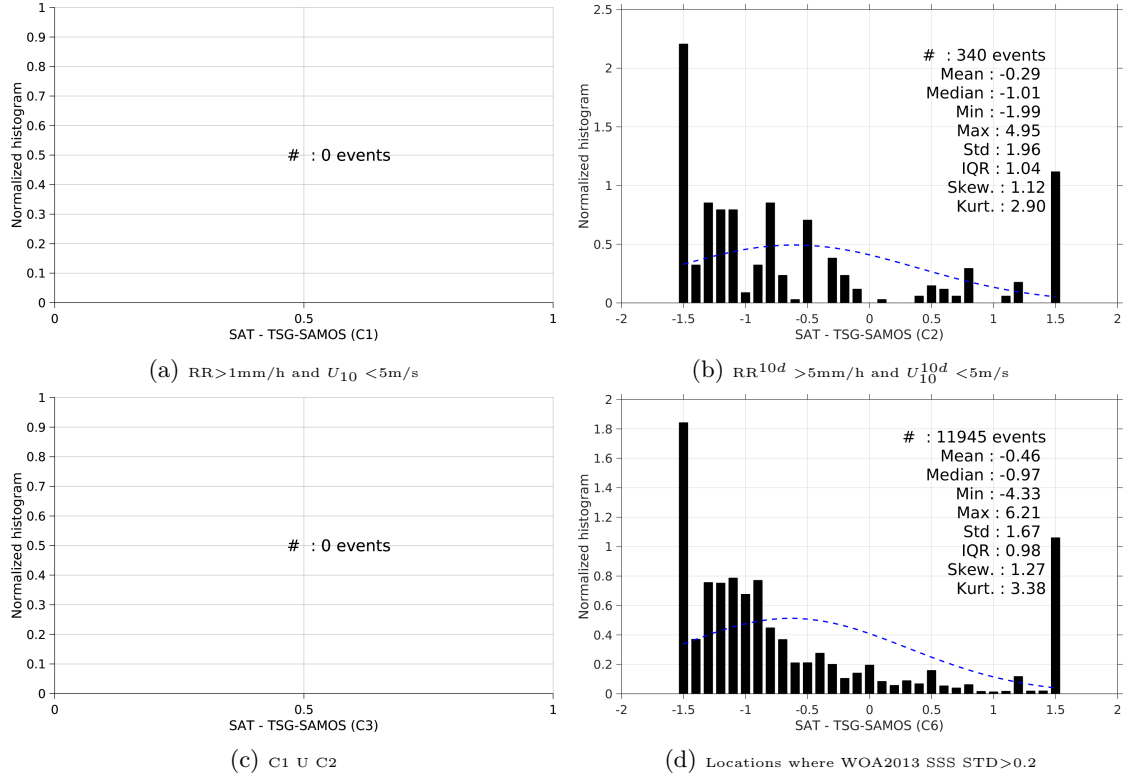 1
0.9
0.8
0.7
0.6
0.5
0.4
0.3
0.2
0.1
0
Normalized histogram
# : 0 events
0 0.5 1
SAT - TSG-SAMOS (C1)
(a) RR>1mm/h and U10 <5m/s
2.5
2
1.5
1
0.5
0
Normalized histogram
# : 340 events
Mean : -0.29
Median : -1.01
Min : -1.99
Max : 4.95
Std : 1.96
IQR : 1.04
Skew. : 1.12
Kurt. : 2.90
-2 -1.5 -1 -0.5 0 0.5 1 1.5 2
SAT - TSG-SAMOS (C2)
(b) RR^10d >5mm/h and U_10^10d <5m/s
1
0.9
0.8
0.7
0.6
0.5
0.4
0.3
0.2
0.1
0
Normalized histogram
# : 0 events
0 0.5 1
SAT - TSG-SAMOS (C3)
(c) C1 U C2
2
1.8
1.6
1.4
1.2
1
0.8
0.6
0.4
0.2
0
Normalized histogram
# : 11945 events
Mean : -0.46
Median : -0.97
Min : -4.33
Max : 6.21
Std : 1.67
IQR : 0.98
Skew. : 1.27
Kurt. : 3.38
-2 -1.5 -1 -0.5 0 0.5 1 1.5 2
SAT - TSG-SAMOS (C6)
(d) Locations where WOA2013 SSS STD>0.2